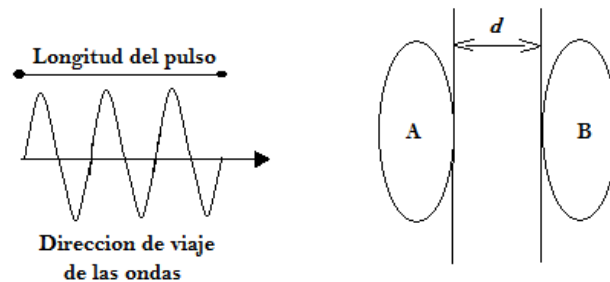 Longitud del pulso
d
A
B
Direccion de viaje
de las ondas